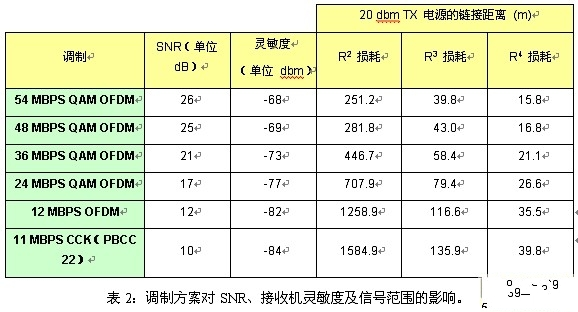 20 dbm TX 电源的链接距离 (m)
调制 SNR（单位 dB） 灵敏度（单位 dbm） R² 损耗 R³ 损耗 R⁴ 损耗
54 MBPS QAM OFDM 26 -68 251.2 39.8 15.8
48 MBPS QAM OFDM 25 -69 281.8 43.0 16.8
36 MBPS QAM OFDM 21 -73 446.7 58.4 21.1
24 MBPS QAM OFDM 17 -77 707.9 79.4 26.6
12 MBPS OFDM 12 -82 1258.9 116.6 35.5
11 MBPS CCK（PBCC 22） 10 -84 1584.9 135.9 39.8
表 2：调制方案对 SNR、接收机灵敏度及信号范围的影响。